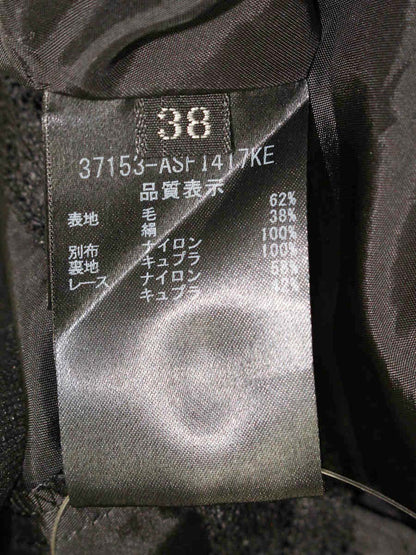 38
37153-ASF1417KE
品質表示
表地 毛 62%
絹 38%
別布 ナイロン 100%
裏地 キュプラ 100%
レース ナイロン 58%
キュプラ 42%